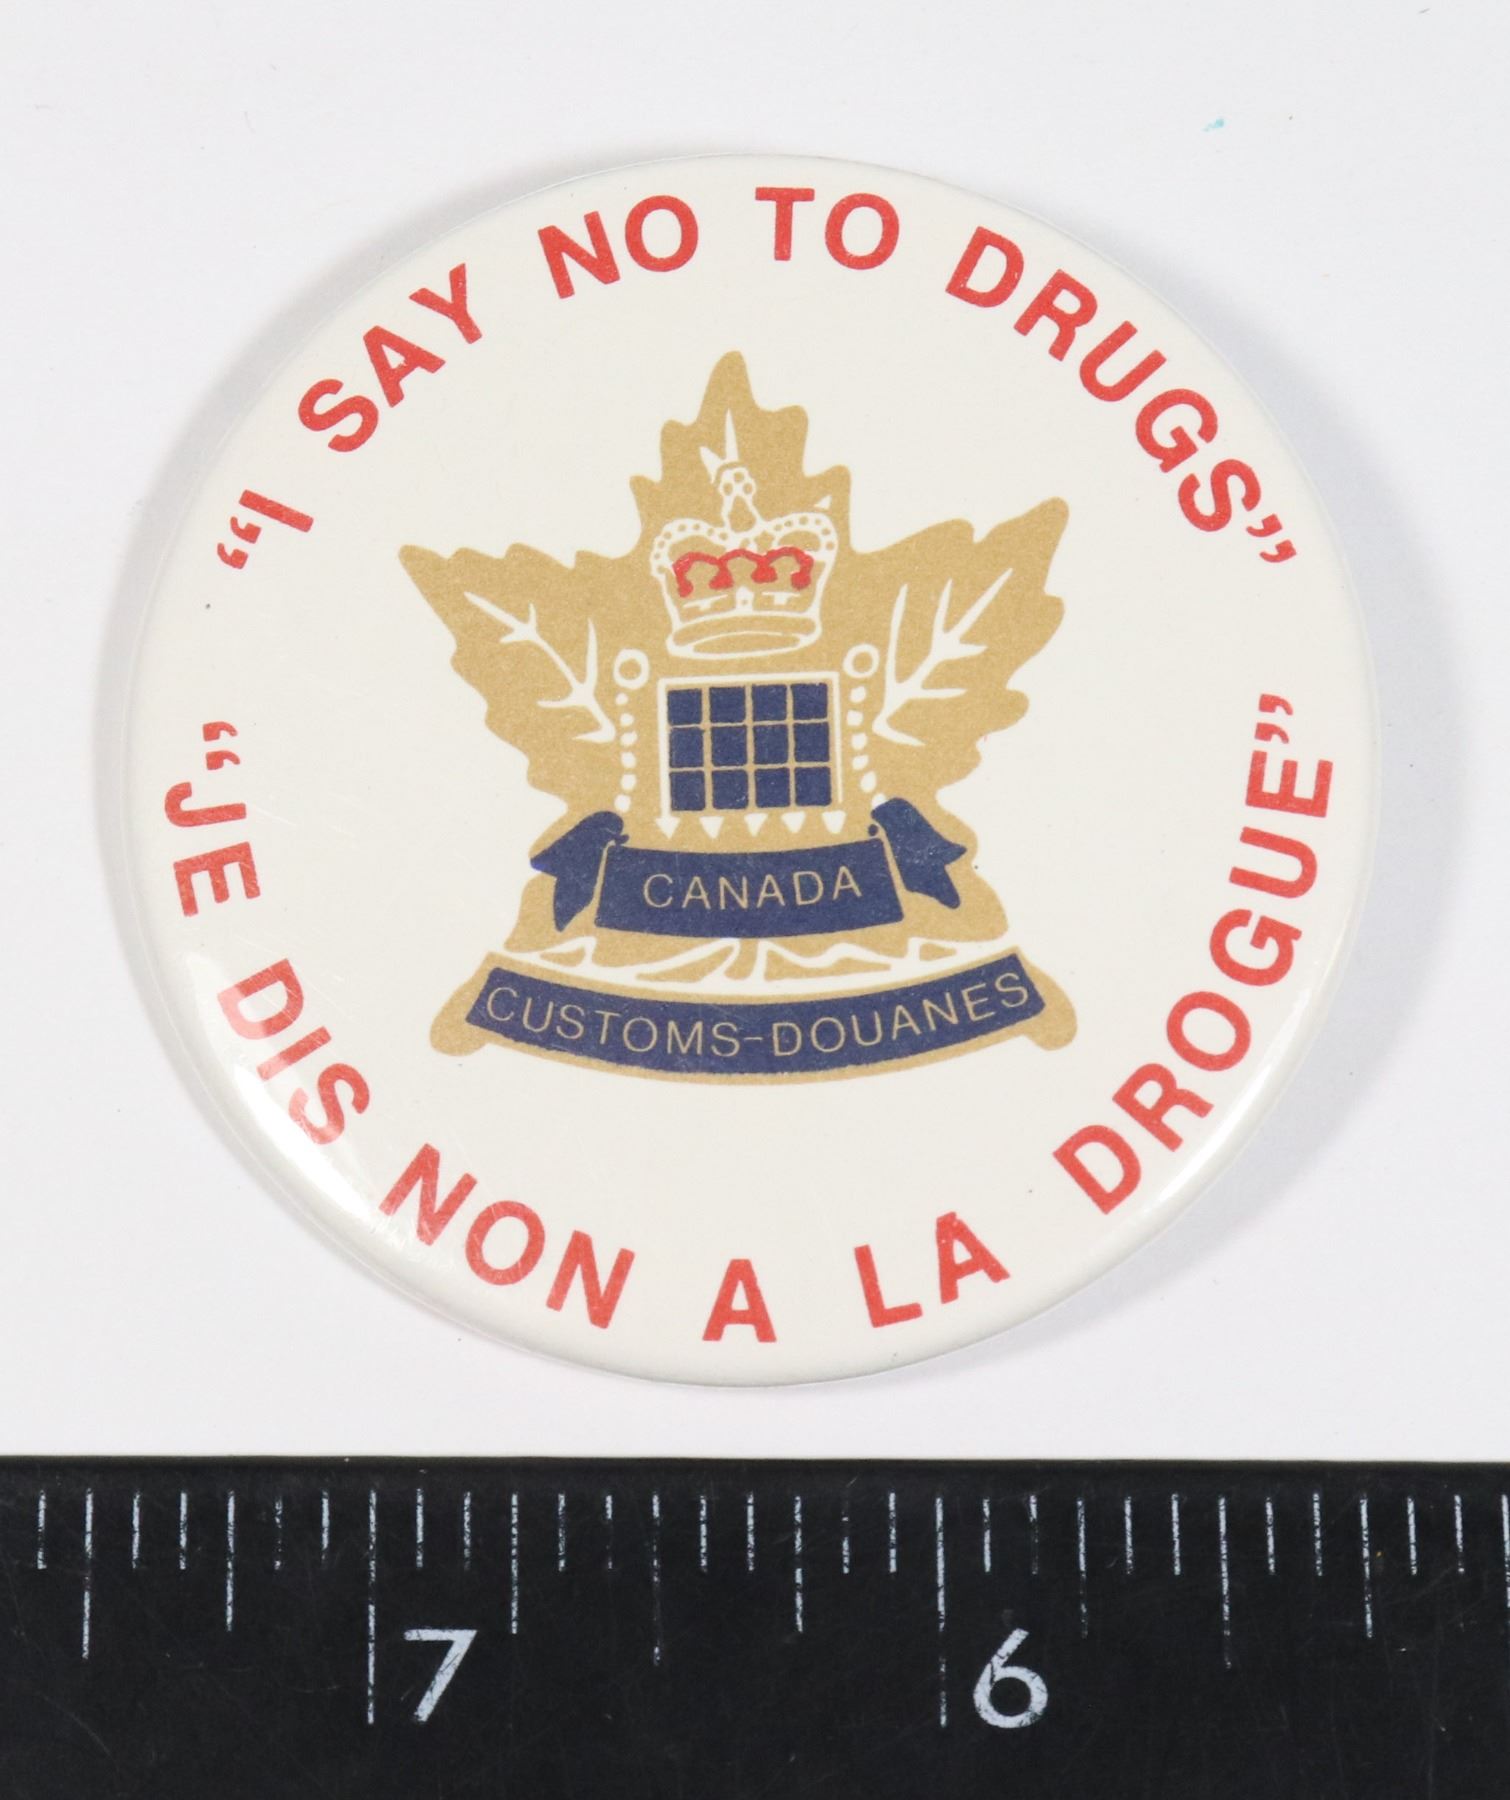 “I SAY NO TO DRUGS”
CANADA
CUSTOMS-DOUANES
“JE DIS NON A LA DROGUE”
7 6